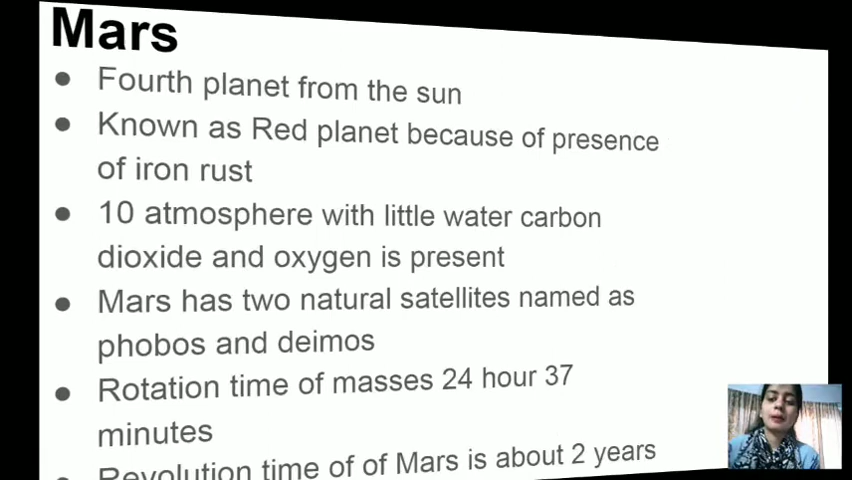 Mars
Fourth planet from the sun
Known as Red planet because of presence
of iron rust
10 atmosphere with little water carbon
dioxide and oxygen is present
Mars has two natural satellites named as
phobos and deimos
Rotation time of masses 24 hour 37
minutes
Revolution time of of Mars is about 2 years